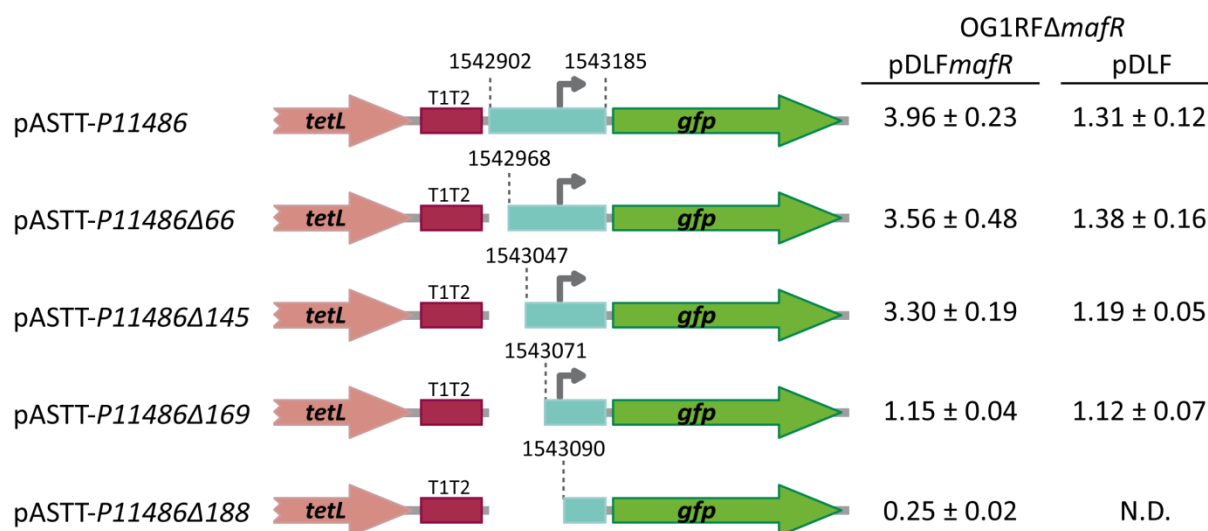 OG1RFΔmafR
pDLFmafR pDLF
1542902 1543185
pASTT-P11486 tetL T1T2 gfp 3.96 ± 0.23 1.31 ± 0.12
1542968
pASTT-P11486Δ66 tetL T1T2 gfp 3.56 ± 0.48 1.38 ± 0.16
1543047
pASTT-P11486Δ145 tetL T1T2 gfp 3.30 ± 0.19 1.19 ± 0.05
1543071
pASTT-P11486Δ169 tetL T1T2 gfp 1.15 ± 0.04 1.12 ± 0.07
1543090
pASTT-P11486Δ188 tetL T1T2 gfp 0.25 ± 0.02 N.D.